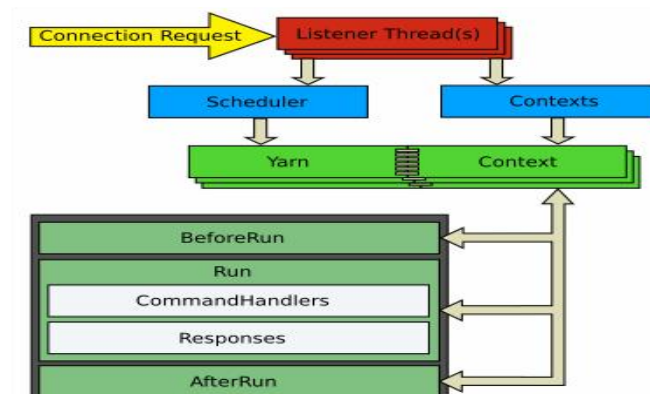 Connection Request
Listener Thread(s)
Scheduler
Contexts
Yarn
Context
BeforeRun
Run
CommandHandlers
Responses
AfterRun